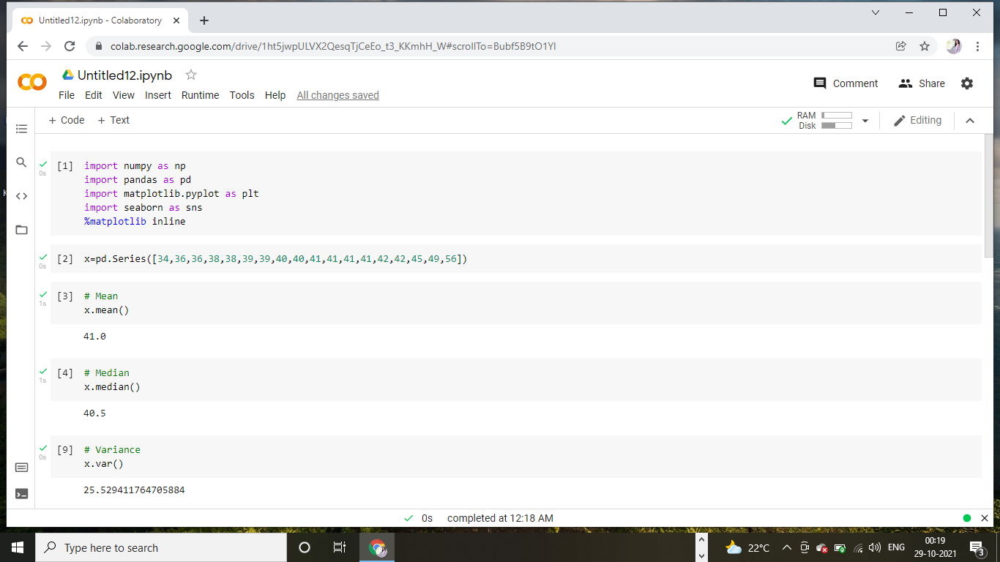 Untitled12.ipynb - Colaboratory
colab.research.google.com/drive/1ht5jwpULVX2QesqTjCeEo_t3_KKmhH_W#scrollTo=Bubf5B9tO1YI
Untitled12.ipynb
File Edit View Insert Runtime Tools Help All changes saved
Comment Share
+ Code + Text
RAM
Disk
Editing
[1] import numpy as np
0s
import pandas as pd
import matplotlib.pyplot as plt
import seaborn as sns
%matplotlib inline
[2] x=pd.Series([34,36,36,38,38,39,39,40,40,41,41,41,41,42,42,45,49,56])
0s
[3] # Mean
1s
x.mean()
41.0
[4] # Median
1s
x.median()
40.5
[9] # Variance
0s
x.var()
25.529411764705884
0s completed at 12:18 AM
Type here to search
22°C
ENG
00:19
29-10-2021
3